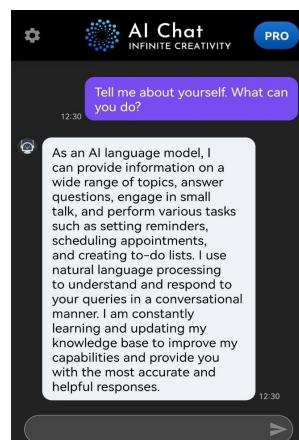 AI Chat
INFINITE CREATIVITY
PRO
Tell me about yourself. What can
you do?
12:30
As an AI language model, I
can provide information on a
wide range of topics, answer
questions, engage in small
talk, and perform various tasks
such as setting reminders,
scheduling appointments,
and creating to-do lists. I use
natural language processing
to understand and respond to
your queries in a conversational
manner. I am constantly
learning and updating my
knowledge base to improve my
capabilities and provide you
with the most accurate and
helpful responses.
12:30